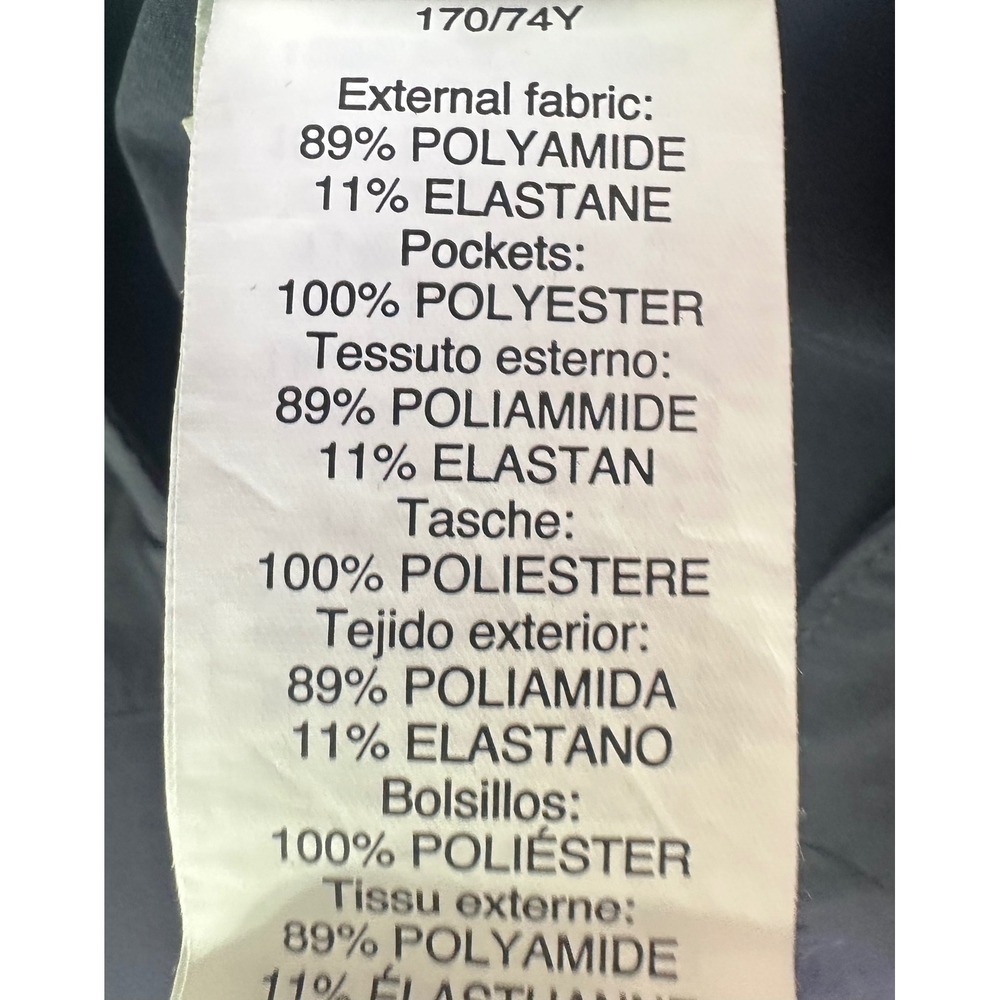 170/74Y
External fabric:
89% POLYAMIDE
11% ELASTANE
Pockets:
100% POLYESTER
Tessuto esterno:
89% POLIAMMIDE
11% ELASTAN
Tasche:
100% POLIESTERE
Tejido exterior:
89% POLIAMIDA
11% ELASTANO
Bolsillos:
100% POLIÉSTER
Tissu externe:
89% POLYAMIDE
11%